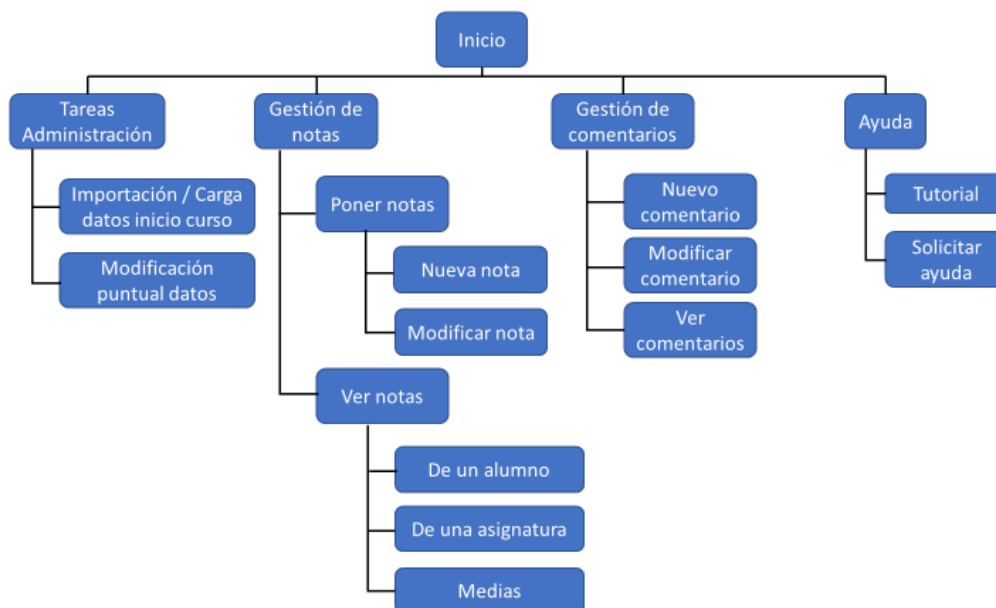 Inicio
Tareas
Administración
Gestión de
notas
Gestión de
comentarios
Ayuda
Importación / Carga
datos inicio curso
Modificación
puntual datos
Poner notas
Nueva nota
Modificar nota
Ver notas
De un alumno
De una asignatura
Medias
Nuevo
comentario
Modificar
comentario
Ver
comentarios
Tutorial
Solicitar
ayuda